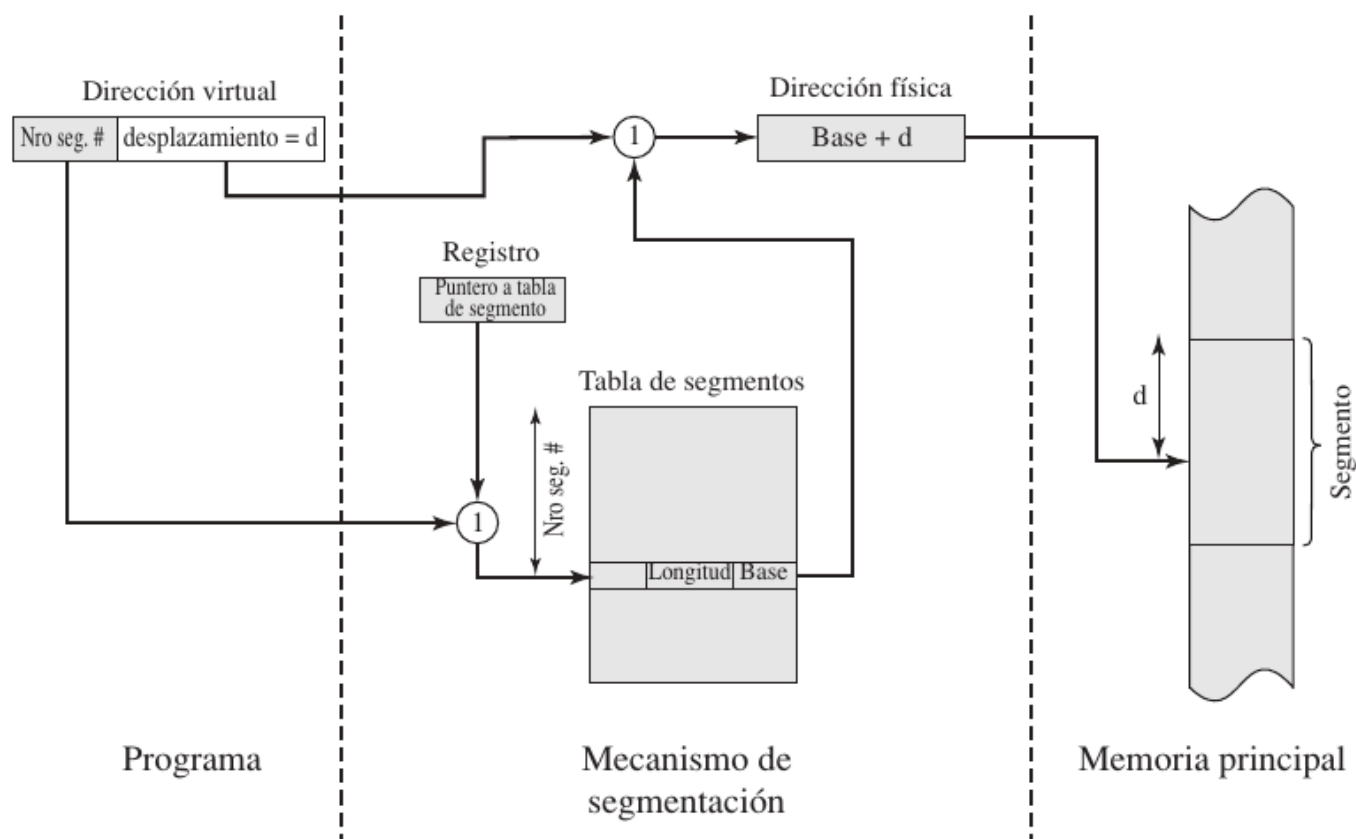 Dirección virtual
Nro seg. # desplazamiento = d
1
Dirección física
Base + d
Registro
Puntero a tabla
de segmento
Tabla de segmentos
Nro seg. #
1
Longitud Base
d
Segmento
Programa
Mecanismo de
segmentación
Memoria principal